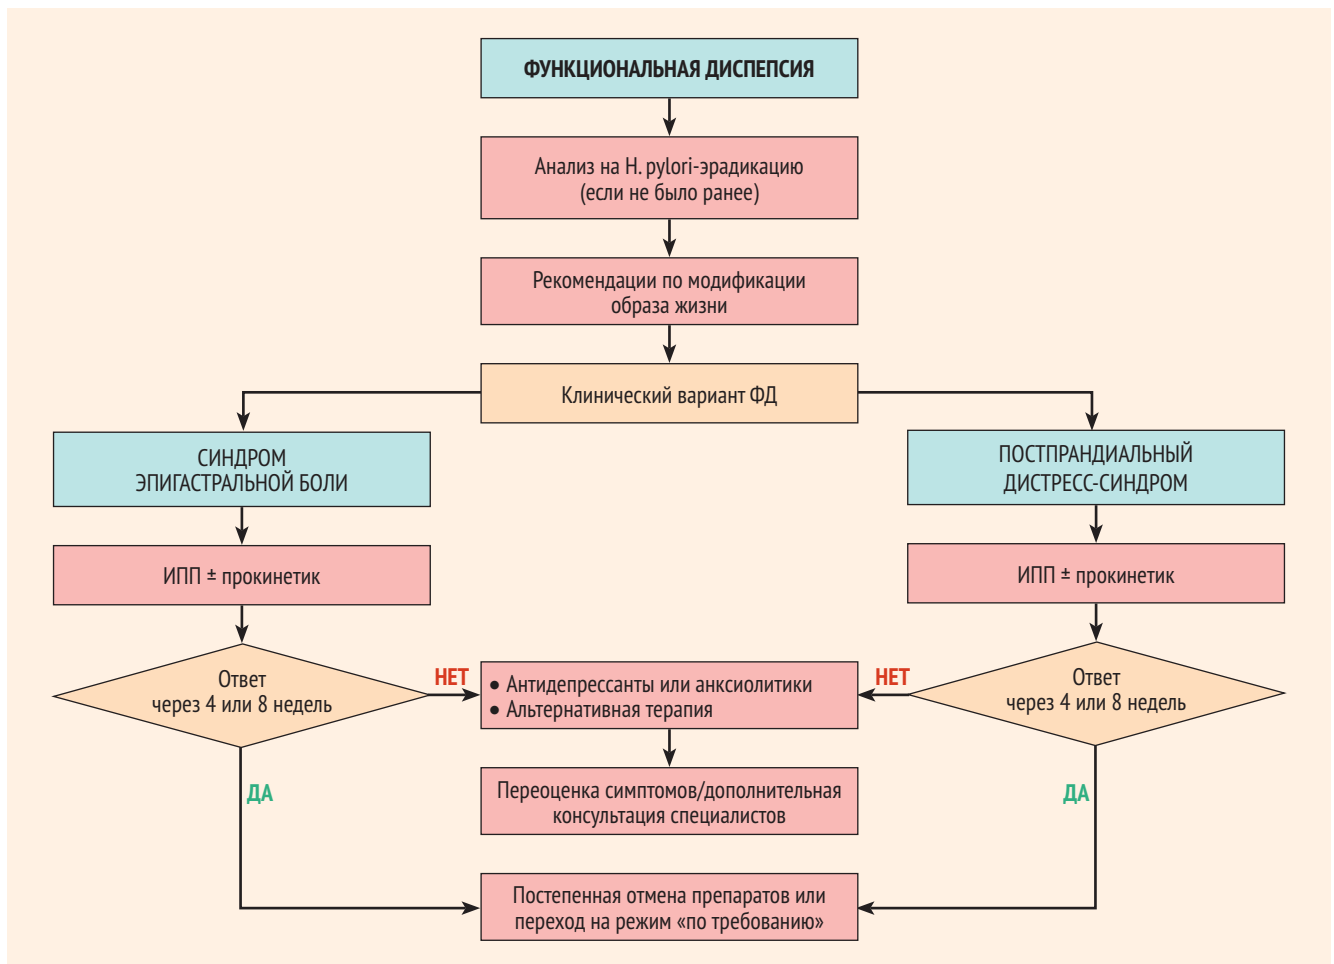 ФУНКЦИОНАЛЬНАЯ ДИСПЕПСИЯ
Анализ на H. pylori-эрадикацию
(если не было ранее)
Рекомендации по модификации
образа жизни
Клинический вариант ФД
СИНДРОМ
ЭПИГАСТРАЛЬНОЙ БОЛИ
ПОСТПРАНДИАЛЬНЫЙ
ДИСТРЕСС-СИНДРОМ
ИПП ± прокинетик
ИПП ± прокинетик
Ответ
через 4 или 8 недель
НЕТ
• Антидепрессанты или анксиолитики
• Альтернативная терапия
НЕТ
Ответ
через 4 или 8 недель
ДА
Переоценка симптомов/дополнительная
консультация специалистов
ДА
Постепенная отмена препаратов или
переход на режим «по требованию»